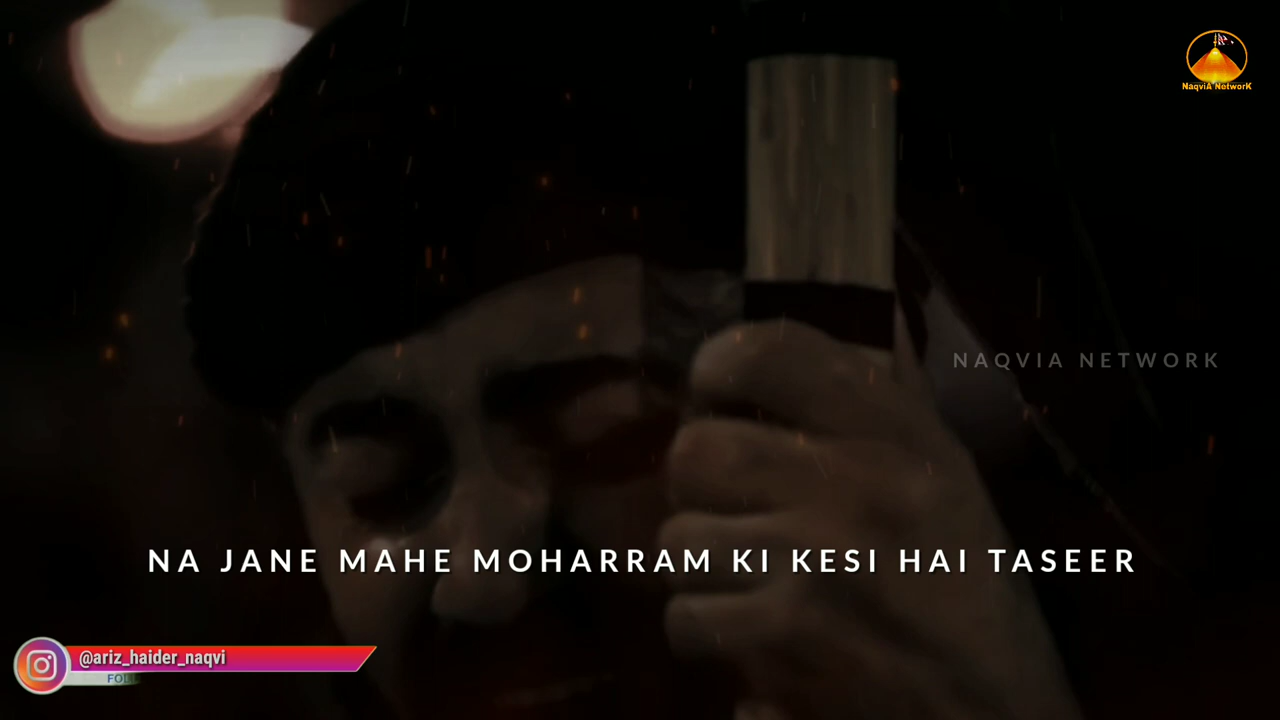 NaqviA NetworK
NAQVIA NETWORK
NA JANE MAHE MOHARRAM KI KESI HAI TASEER
@ariz_haider_naqvi